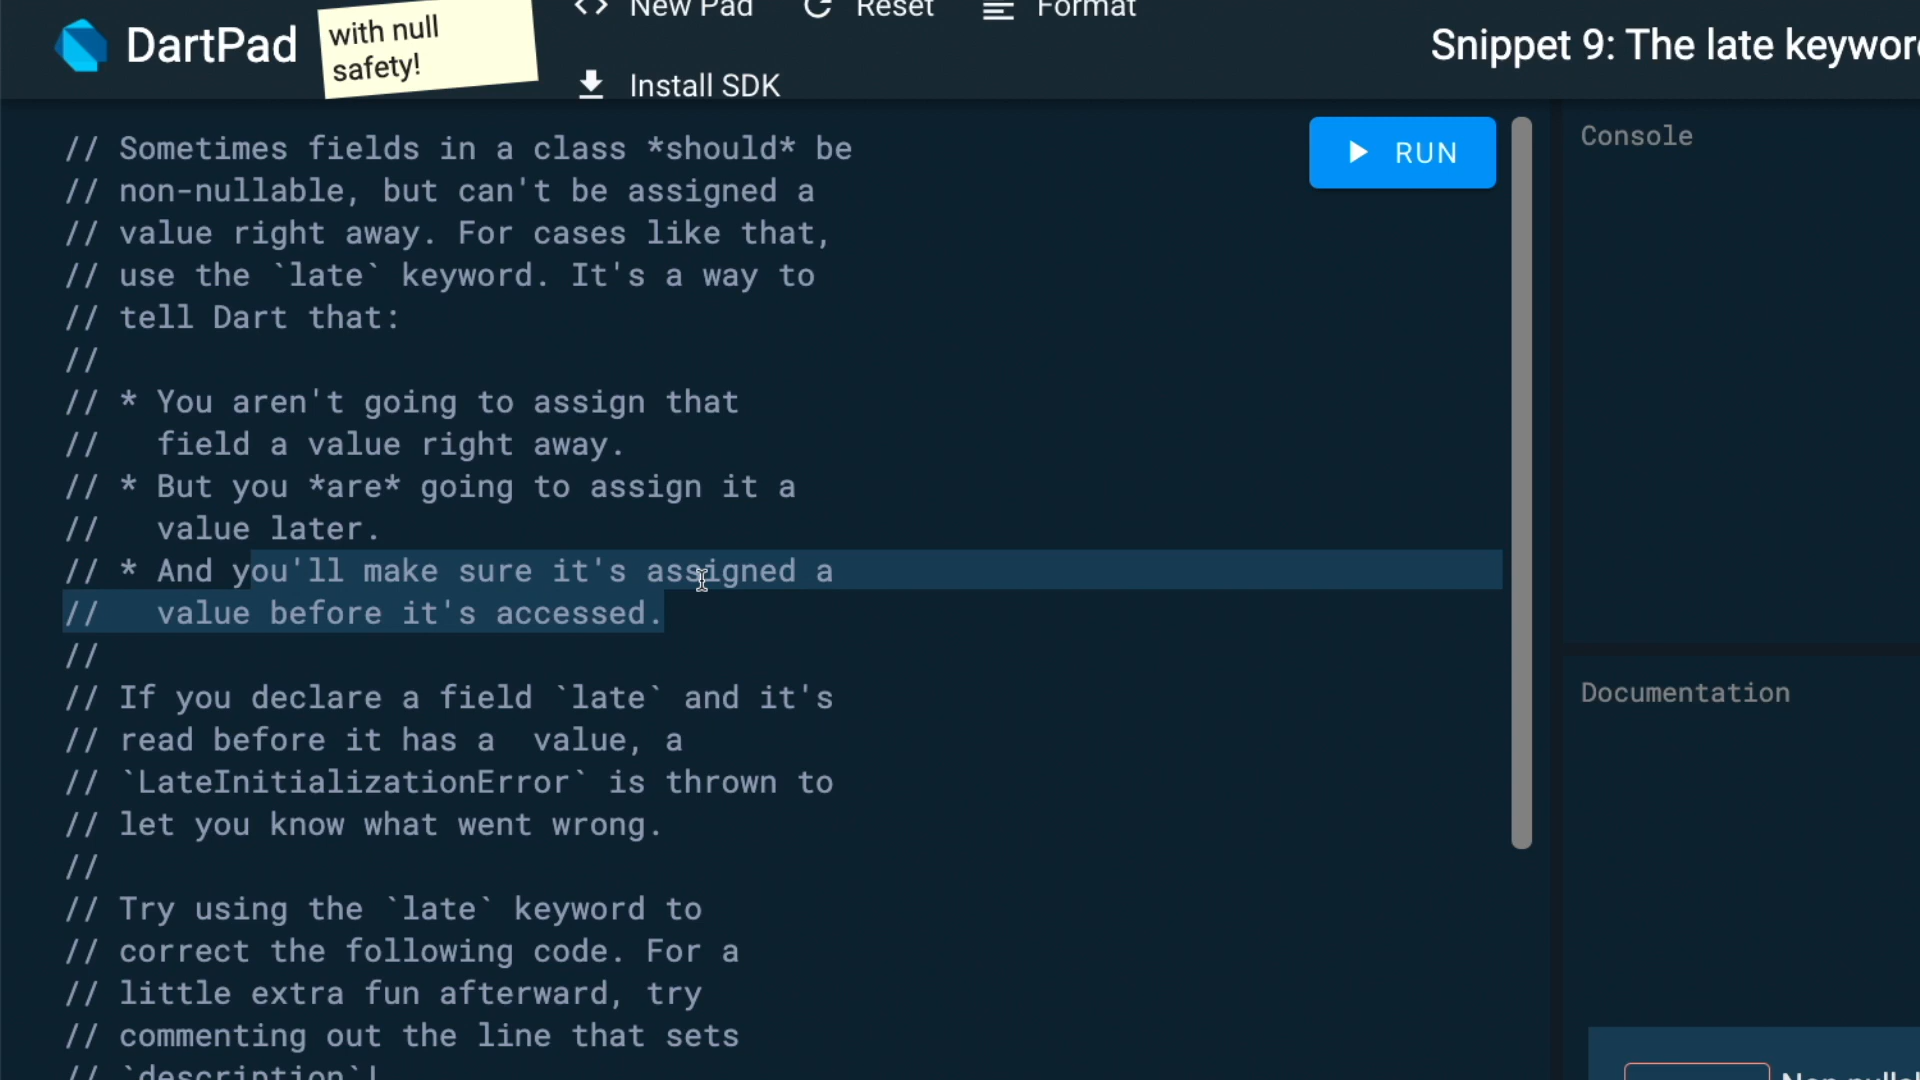 DartPad
with null
safety!
<> New Pad
Reset
Format
Install SDK
Snippet 9: The late keywor
// Sometimes fields in a class *should* be
// non-nullable, but can't be assigned a
// value right away. For cases like that,
// use the `late` keyword. It's a way to
// tell Dart that:
//
// * You aren't going to assign that
//   field a value right away.
// * But you *are* going to assign it a
//   value later.
// * And you'll make sure it's assigned a
//   value before it's accessed.
//
// If you declare a field `late` and it's
// read before it has a  value, a
// `LateInitializationError` is thrown to
// let you know what went wrong.
//
// Try using the `late` keyword to
// correct the following code. For a
// little extra fun afterward, try
// commenting out the line that sets
// `description`!
RUN
Console
Documentation